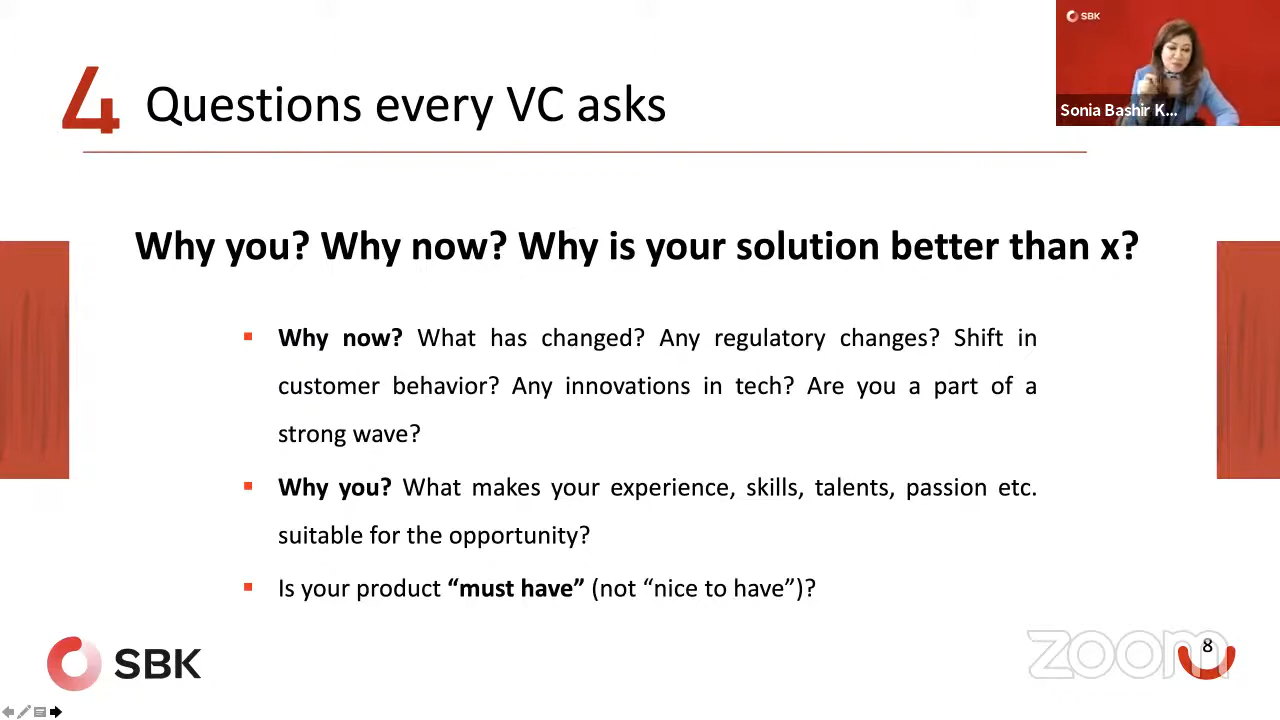 SBK
Sonia Bashir K...
4 Questions every VC asks
Why you? Why now? Why is your solution better than x?
Why now? What has changed? Any regulatory changes? Shift in
customer behavior? Any innovations in tech? Are you a part of a
strong wave?
Why you? What makes your experience, skills, talents, passion etc.
suitable for the opportunity?
Is your product “must have” (not “nice to have”)?
SBK
zoom
8